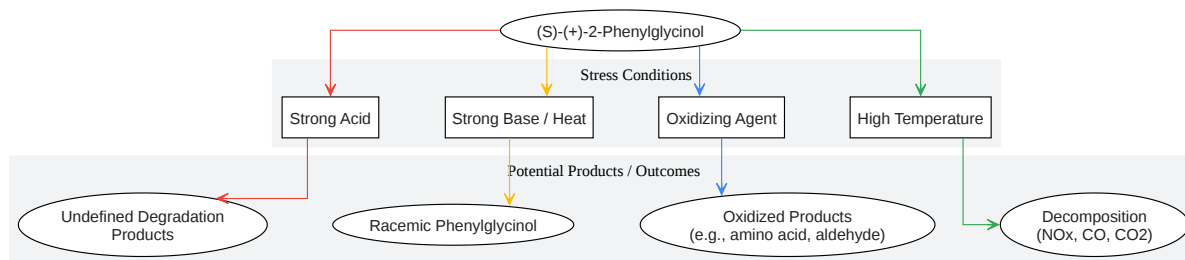 (S)-(+)-2-Phenylglycinol
Stress Conditions
Strong Acid
Strong Base / Heat
Oxidizing Agent
High Temperature
Potential Products / Outcomes
Undefined Degradation
Products
Racemic Phenylglycinol
Oxidized Products
(e.g., amino acid, aldehyde)
Decomposition
(NOx, CO, CO2)